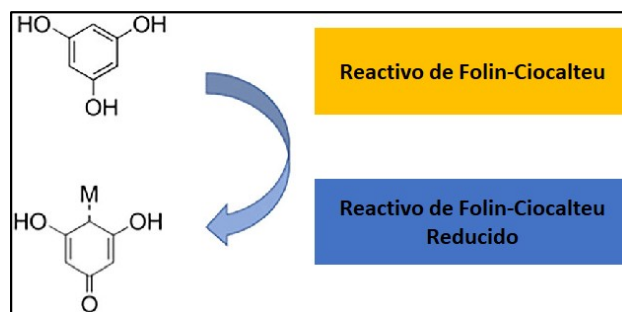 HO
OH
OH
Reactivo de Folin-Ciocalteu
M
HO
OH
O
Reactivo de Folin-Ciocalteu
Reducido